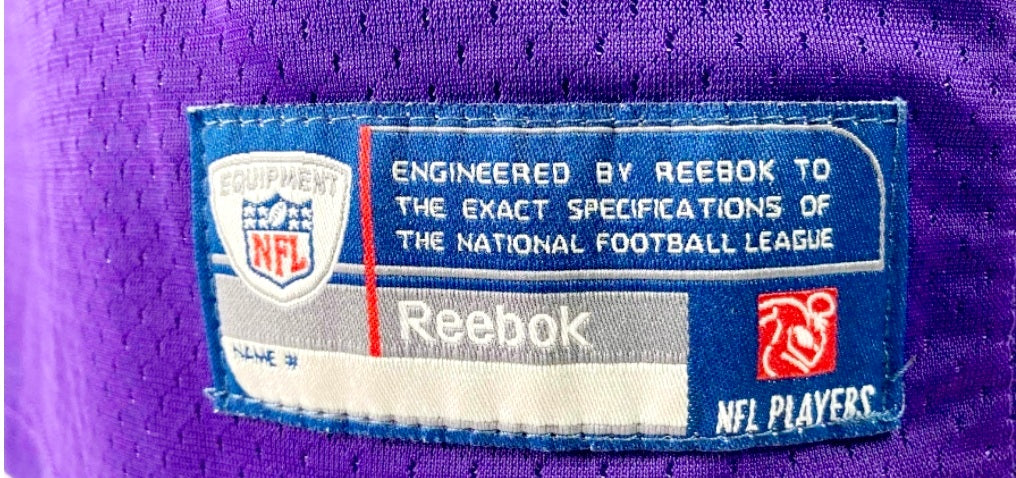 EQUIPMENT
NFL
ENGINEERED BY REEBOK TO
THE EXACT SPECIFICATIONS OF
THE NATIONAL FOOTBALL LEAGUE
Reebok
NAME #
NFL PLAYERS